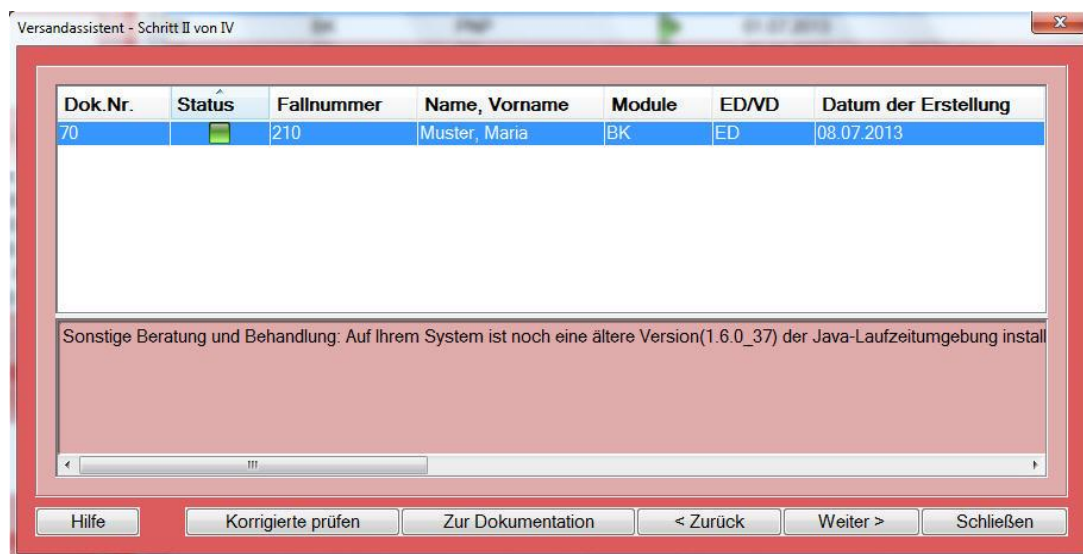 Versandassistent - Schritt II von IV
Dok.Nr. Status Fallnummer Name, Vorname Module ED/VD Datum der Erstellung
70 210 Muster, Maria BK ED 08.07.2013
Sonstige Beratung und Behandlung: Auf Ihrem System ist noch eine ältere Version(1.6.0_37) der Java-Laufzeitumgebung install
Hilfe Korrigierte prüfen Zur Dokumentation < Zurück Weiter > Schließen